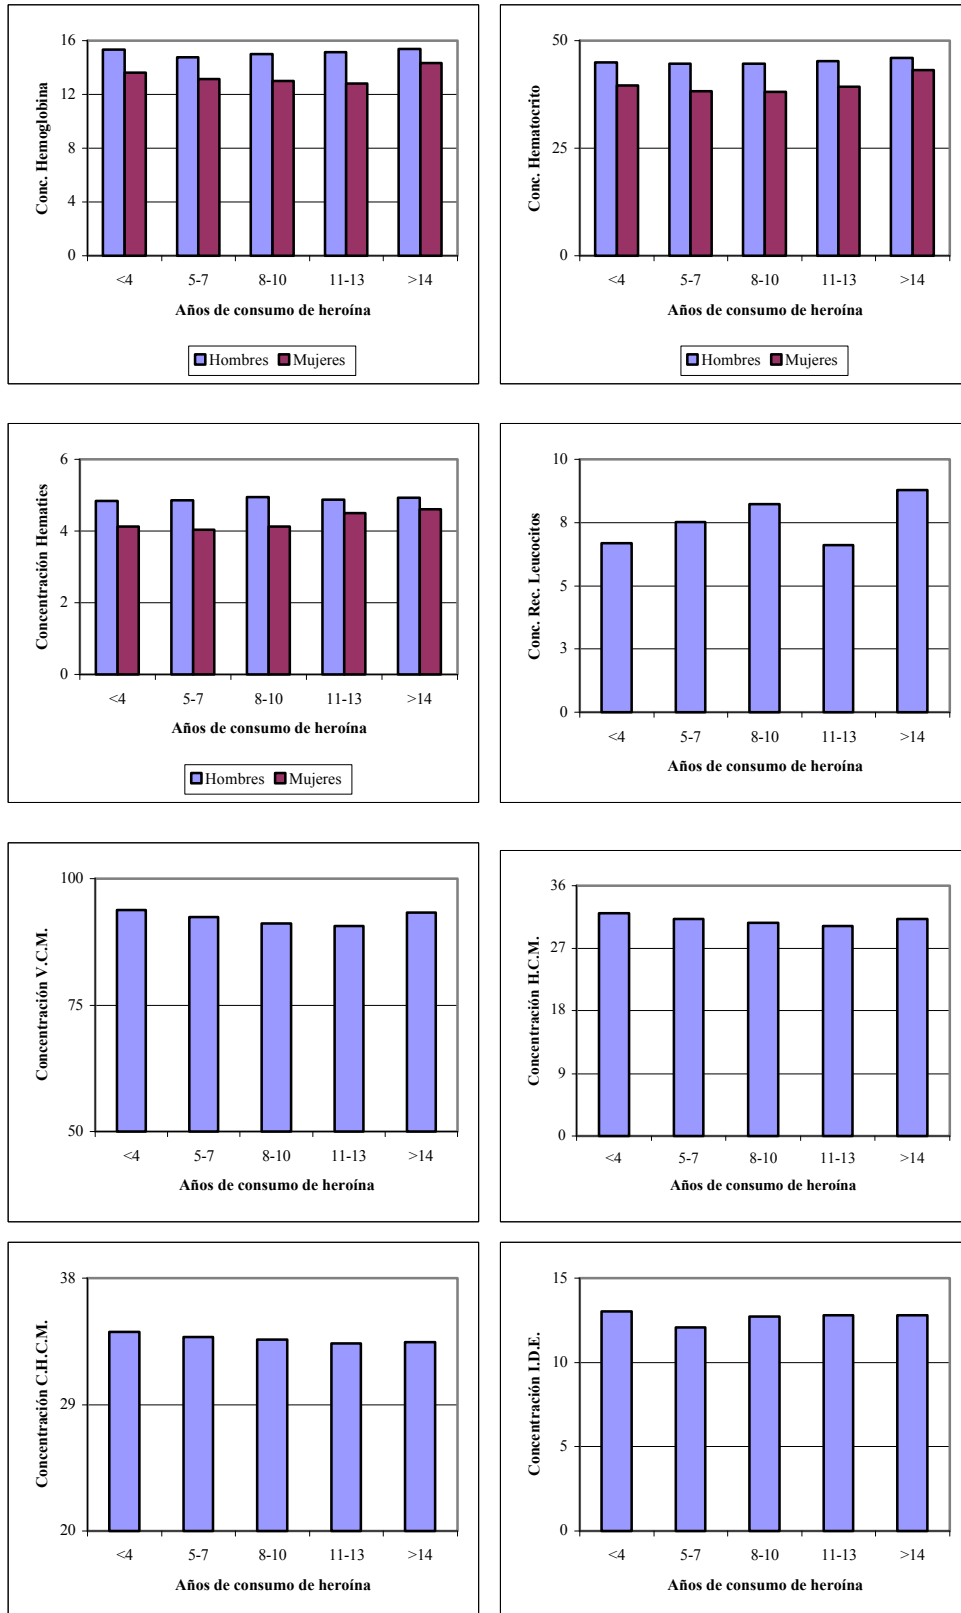 Conc. Hemoglobina
16
12
8
4
0
<4 5-7 8-10 11-13 >14
Años de consumo de heroína
Hombres Mujeres
Conc. Hematocrito
50
25
0
<4 5-7 8-10 11-13 >14
Años de consumo de heroína
Hombres Mujeres
Concentración Hematies
6
4
2
0
<4 5-7 8-10 11-13 >14
Años de consumo de heroína
Hombres Mujeres
Conc. Rec. Leucocitos
10
8
5
3
0
<4 5-7 8-10 11-13 >14
Años de consumo de heroína
Concentración V.C.M.
100
75
50
<4 5-7 8-10 11-13 >14
Años de consumo de heroína
Concentración H.C.M.
36
27
18
9
0
<4 5-7 8-10 11-13 >14
Años de consumo de heroína
Concentración C.H.C.M.
38
29
20
<4 5-7 8-10 11-13 >14
Años de consumo de heroína
Concentración I.D.E.
15
10
5
0
<4 5-7 8-10 11-13 >14
Años de consumo de heroína